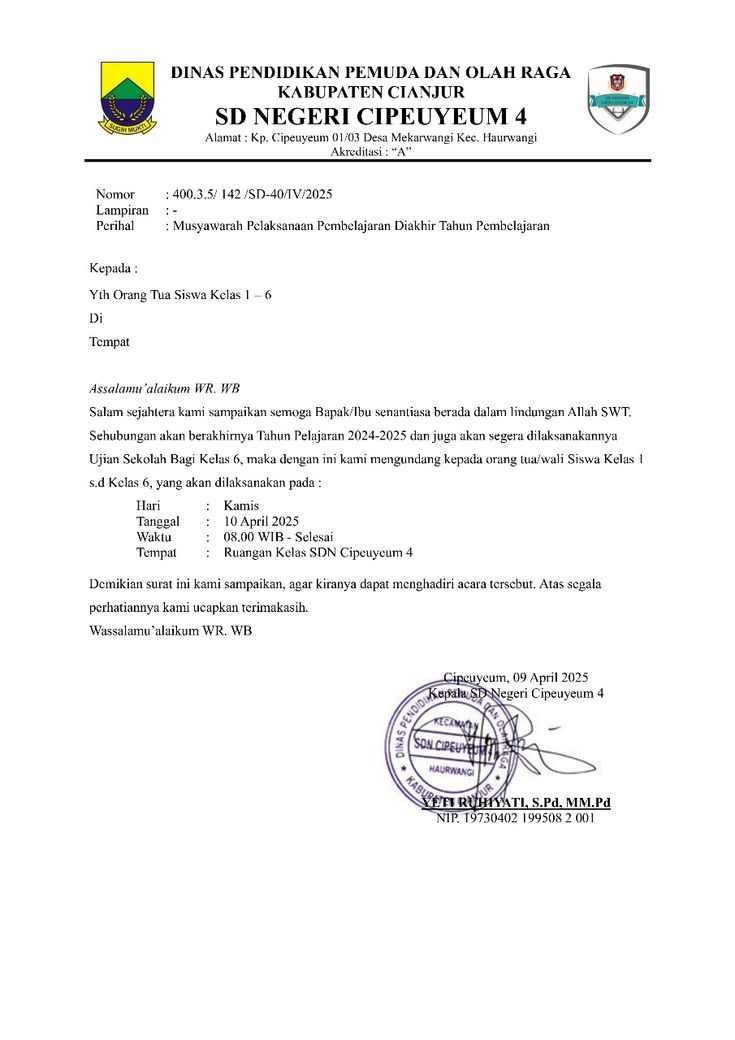 DINAS PENDIDIKAN PEMUDA DAN OLAH RAGA
KABUPATEN CIANJUR
SD NEGERI CIPEUYEUM 4
Alamat : Kp. Cipeuyeum 01/03 Desa Mekarwangi Kec. Haurwangi
Akreditasi : “A”
SUGIH MUKTI
SD NEGERI
Nomor : 400.3.5/ 142 /SD-40/IV/2025
Lampiran : -
Perihal : Musyawarah Pelaksanaan Pembelajaran Diakhir Tahun Pembelajaran
Kepada :
Yth Orang Tua Siswa Kelas 1 – 6
Di
Tempat
Assalamu’alaikum WR. WB
Salam sejahtera kami sampaikan semoga Bapak/Ibu senantiasa berada dalam lindungan Allah SWT.
Sehubungan akan berakhirnya Tahun Pelajaran 2024-2025 dan juga akan segera dilaksanakannya
Ujian Sekolah Bagi Kelas 6, maka dengan ini kami mengundang kepada orang tua/wali Siswa Kelas 1
s.d Kelas 6, yang akan dilaksanakan pada :
Hari : Kamis
Tanggal : 10 April 2025
Waktu : 08.00 WIB - Selesai
Tempat : Ruangan Kelas SDN Cipeuyeum 4
Demikian surat ini kami sampaikan, agar kiranya dapat menghadiri acara tersebut. Atas segala
perhatiannya kami ucapkan terimakasih.
Wassalamu’alaikum WR. WB
Cipeuyeum, 09 April 2025
Kepala SD Negeri Cipeuyeum 4
DINAS PENDIDIKAN PEMUDA DAN OLAH RAGA
KECAMATAN
SDN CIPEUYEUM
HAURWANGI
KABUPATEN CIANJUR
YETI RUHIYATI, S.Pd, MM.Pd
NIP. 19730402 199508 2 001